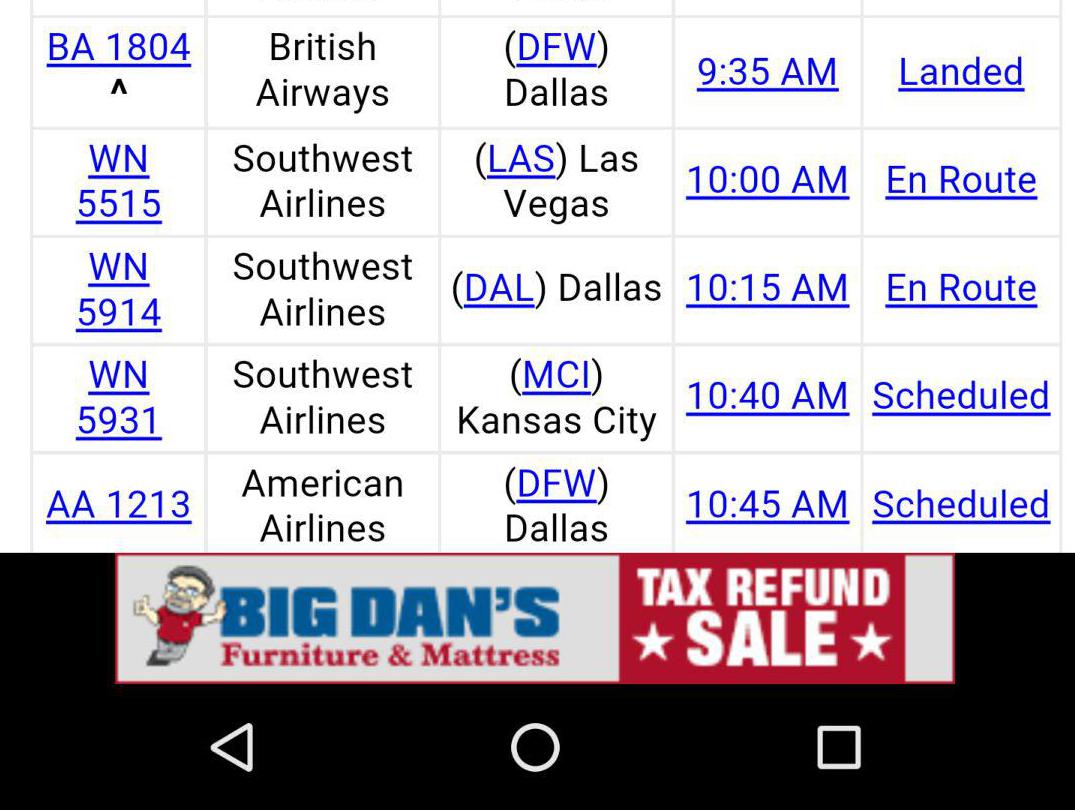 BA 1804
^
British
Airways
(DFW)
Dallas
9:35 AM
Landed
WN
5515
Southwest
Airlines
(LAS) Las
Vegas
10:00 AM
En Route
WN
5914
Southwest
Airlines
(DAL) Dallas
10:15 AM
En Route
WN
5931
Southwest
Airlines
(MCI)
Kansas City
10:40 AM
Scheduled
AA 1213
American
Airlines
(DFW)
Dallas
10:45 AM
Scheduled
BIG DAN'S
Furniture & Mattress
TAX REFUND
SALE